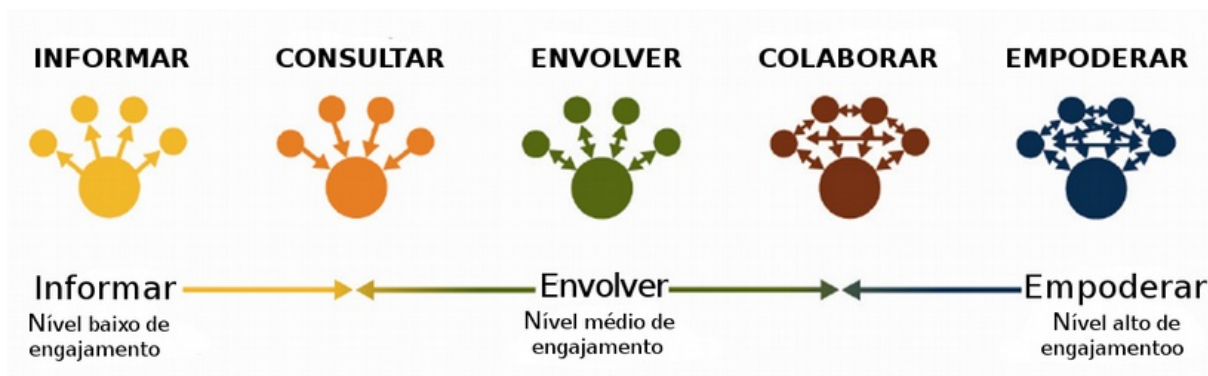 INFORMAR
CONSULTAR
ENVOLVER
COLABORAR
EMPODERAR
Informar
Nível baixo de
engajamento
Envolver
Nível médio de
engajamento
Empoderar
Nível alto de
engajamentoo